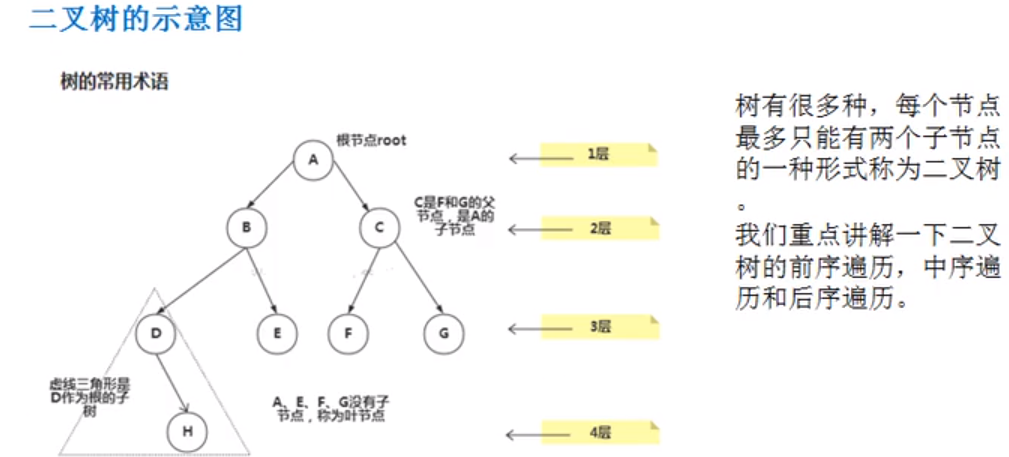 二叉树的示意图
树的常用术语
根节点root
A
1层
C是F和G的父
节点，是A的
子节点
B
C
2层
D
E
F
G
3层
虚线三角形是
D作为根的子
树
A、E、F、G没有子
节点，称为叶节点
H
4层
树有很多种，每个节点
最多只能有两个子节点
的一种形式称为二叉树
。
我们重点讲解一下二叉
树的前序遍历，中序遍
历和后序遍历。